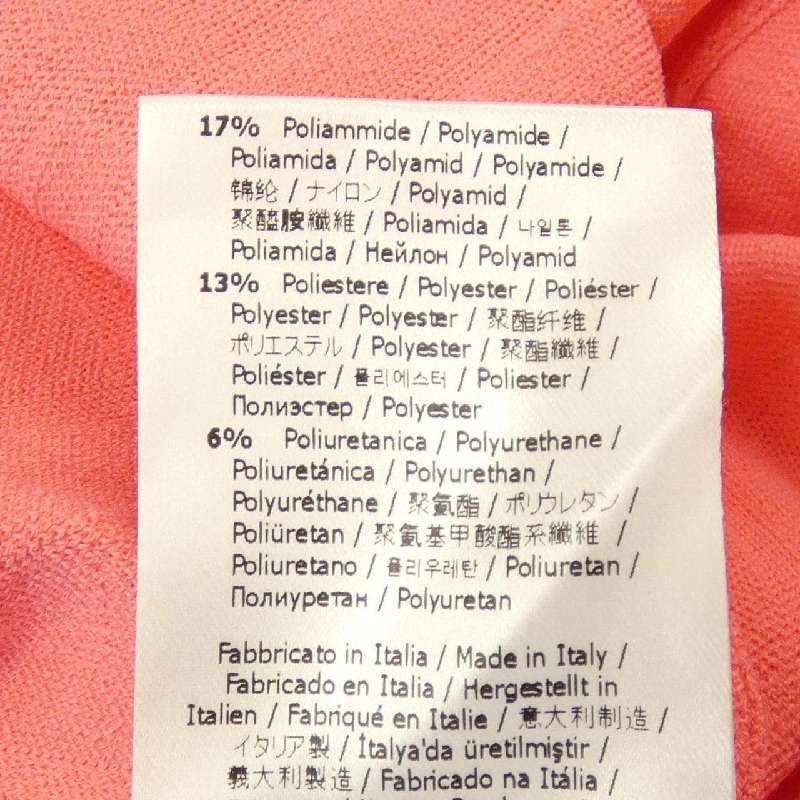 17% Poliammide / Polyamide /
Poliamida / Polyamid / Polyamide /
锦纶 / ナイロン / Polyamid /
聚醯胺纖維 / Poliamida / 나일론 /
Poliamida / Нейлон / Polyamid
13% Poliestere / Polyester / Poliéster /
Polyester / Polyester / 聚酯纤维 /
ポリエステル / Polyester / 聚酯纖維 /
Poliéster / 폴리에스터 / Poliester /
Полиэстер / Polyester
6% Poliuretanica / Polyurethane /
Poliuretánica / Polyurethan /
Polyuréthane / 聚氨酯 / ポリウレタン /
Poliüretan / 聚氨基甲酸酯系纖維 /
Poliuretano / 폴리우레탄 / Poliuretan /
Полиуретан / Polyuretan
Fabbricato in Italia / Made in Italy /
Fabricado en Italia / Hergestellt in
Italien / Fabriqué en Italie / 意大利制造 /
イタリア製 / İtalya'da üretilmiştir /
義大利製造 / Fabricado na Itália /